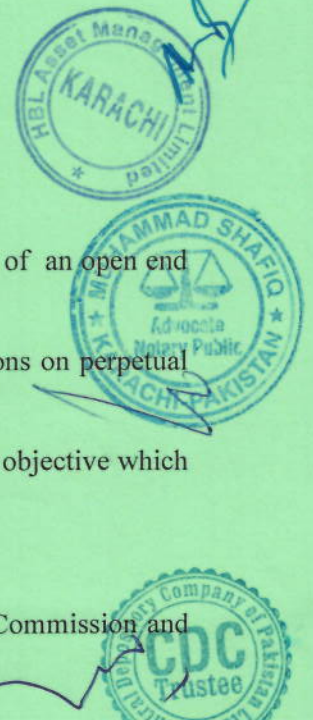 HBL Asset Management Limited
KARACHI
of an open end
MUHAMMAD SHAFIQ
Advocate
Notary Public
KARACHI-PAKISTAN
ons on perpetual
objective which
Commission and
Central Depository Company of Pakistan
CDC
Trustee